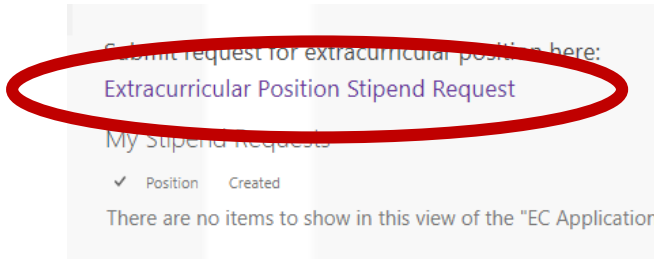 Submit request for extracurricular position here:
Extracurricular Position Stipend Request
My Stipend Requests
Position Created
There are no items to show in this view of the "EC Application